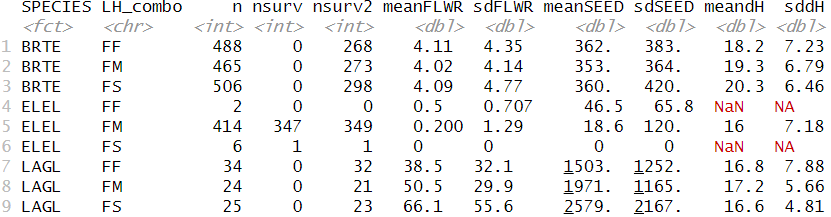 SPECIES LH_combo n nsurv nsurv2 meanFLWR sdFLWR meanSEED sdSEED meandH sddH
<fct> <chr> <int> <int> <int> <dbl> <dbl> <dbl> <dbl> <dbl> <dbl>
1 BRTE FF 488 0 268 4.11 4.35 362. 383. 18.2 7.23
2 BRTE FM 465 0 273 4.02 4.14 353. 364. 19.3 6.79
3 BRTE FS 506 0 298 4.09 4.77 360. 420. 20.3 6.46
4 ELEL FF 2 0 0 0.5 0.707 46.5 65.8 NaN NA
5 ELEL FM 414 347 349 0.200 1.29 18.6 120. 16 7.18
6 ELEL FS 6 1 1 0 0 0 0 NaN NA
7 LAGL FF 34 0 32 38.5 32.1 1503. 1252. 16.8 7.88
8 LAGL FM 24 0 21 50.5 29.9 1971. 1165. 17.2 5.66
9 LAGL FS 25 0 23 66.1 55.6 2579. 2167. 16.6 4.81